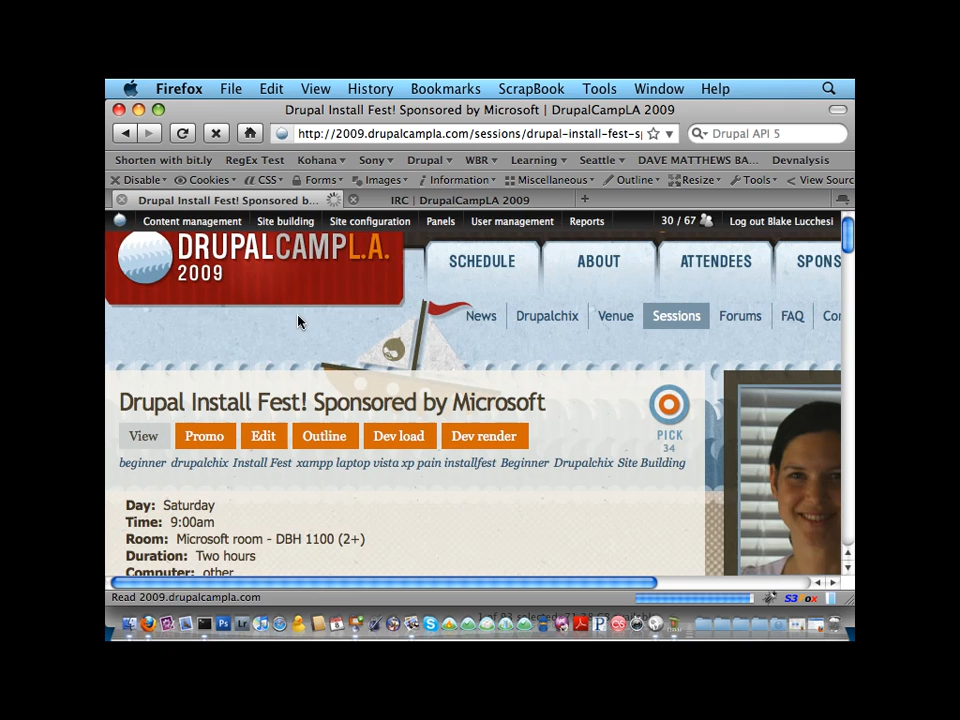 Firefox File Edit View History Bookmarks ScrapBook Tools Window Help
Drupal Install Fest! Sponsored by Microsoft | DrupalCampLA 2009
http://2009.drupalcampla.com/sessions/drupal-install-fest-s
Drupal API 5
Shorten with bit.ly RegEx Test Kohana Sony Drupal WBR Learning Seattle DAVE MATTHEWS BA... Devnalysis
Disable Cookies CSS Forms Images Information Miscellaneous Outline Resize Tools View Sourc
Drupal Install Fest! Sponsored b... IRC | DrupalCampLA 2009
Content management Site building Site configuration Panels User management Reports 30 / 67 Log out Blake Lucchesi
DRUPALCAMPL.A.
2009
SCHEDULE ABOUT ATTENDEES SPONS
News Drupalchix Venue Sessions Forums FAQ Co
Drupal Install Fest! Sponsored by Microsoft
PICK
34
View Promo Edit Outline Dev load Dev render
beginner drupalchix Install Fest xampp laptop vista xp pain installfest Beginner Drupalchix Site Building
Day: Saturday
Time: 9:00am
Room: Microsoft room - DBH 1100 (2+)
Duration: Two hours
Computer: other
Read 2009.drupalcampla.com
S3Fox
Ps Lr